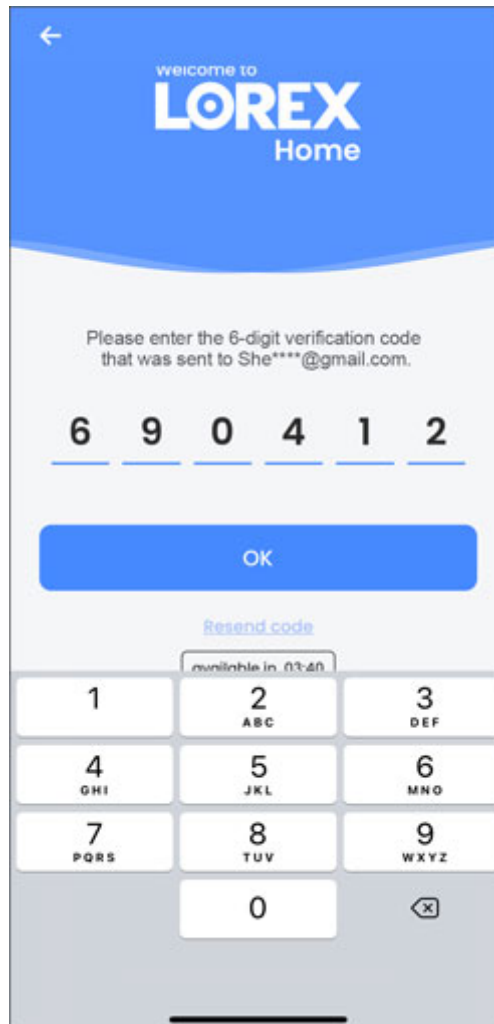 Welcome to
LOREX
Home
Please enter the 6-digit verification code
that was sent to She****@gmail.com.
6 9 0 4 1 2
OK
Resend code
available in 03:40
1 2 3
ABC DEF
4 5 6
GHI JKL MNO
7 8 9
PQRS TUV WXYZ
0